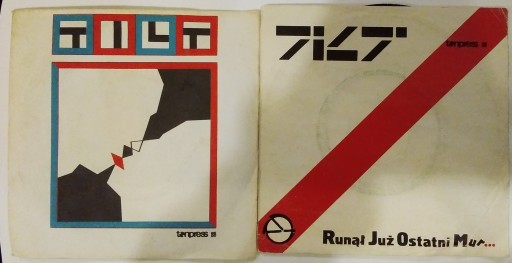 TILT
tonpress
TILT
tonpress
Runął Już Ostatni Mur...